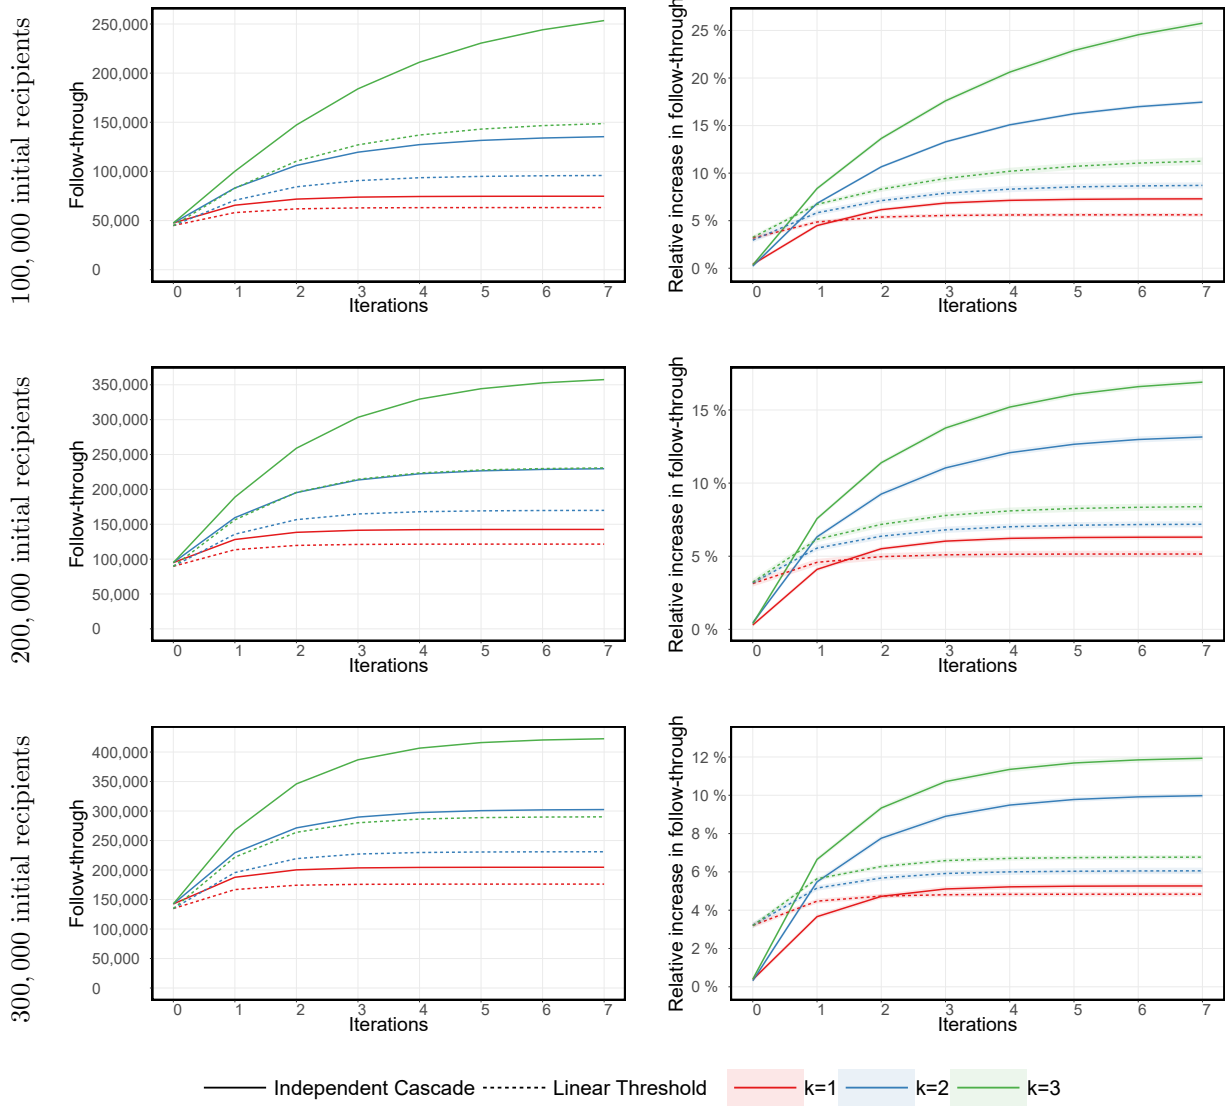 100, 000 initial recipients
Follow-through
250,000
200,000
150,000
100,000
50,000
0
0 1 2 3 4 5 6 7
Iterations
Relative increase in follow-through
25 %
20 %
15 %
10 %
5 %
0 %
0 1 2 3 4 5 6 7
Iterations
200, 000 initial recipients
Follow-through
350,000
300,000
250,000
200,000
150,000
100,000
50,000
0
0 1 2 3 4 5 6 7
Iterations
Relative increase in follow-through
15 %
10 %
5 %
0 %
0 1 2 3 4 5 6 7
Iterations
300, 000 initial recipients
Follow-through
400,000
350,000
300,000
250,000
200,000
150,000
100,000
50,000
0
0 1 2 3 4 5 6 7
Iterations
Relative increase in follow-through
12 %
10 %
8 %
6 %
4 %
2 %
0 %
0 1 2 3 4 5 6 7
Iterations
Independent Cascade Linear Threshold k=1 k=2 k=3